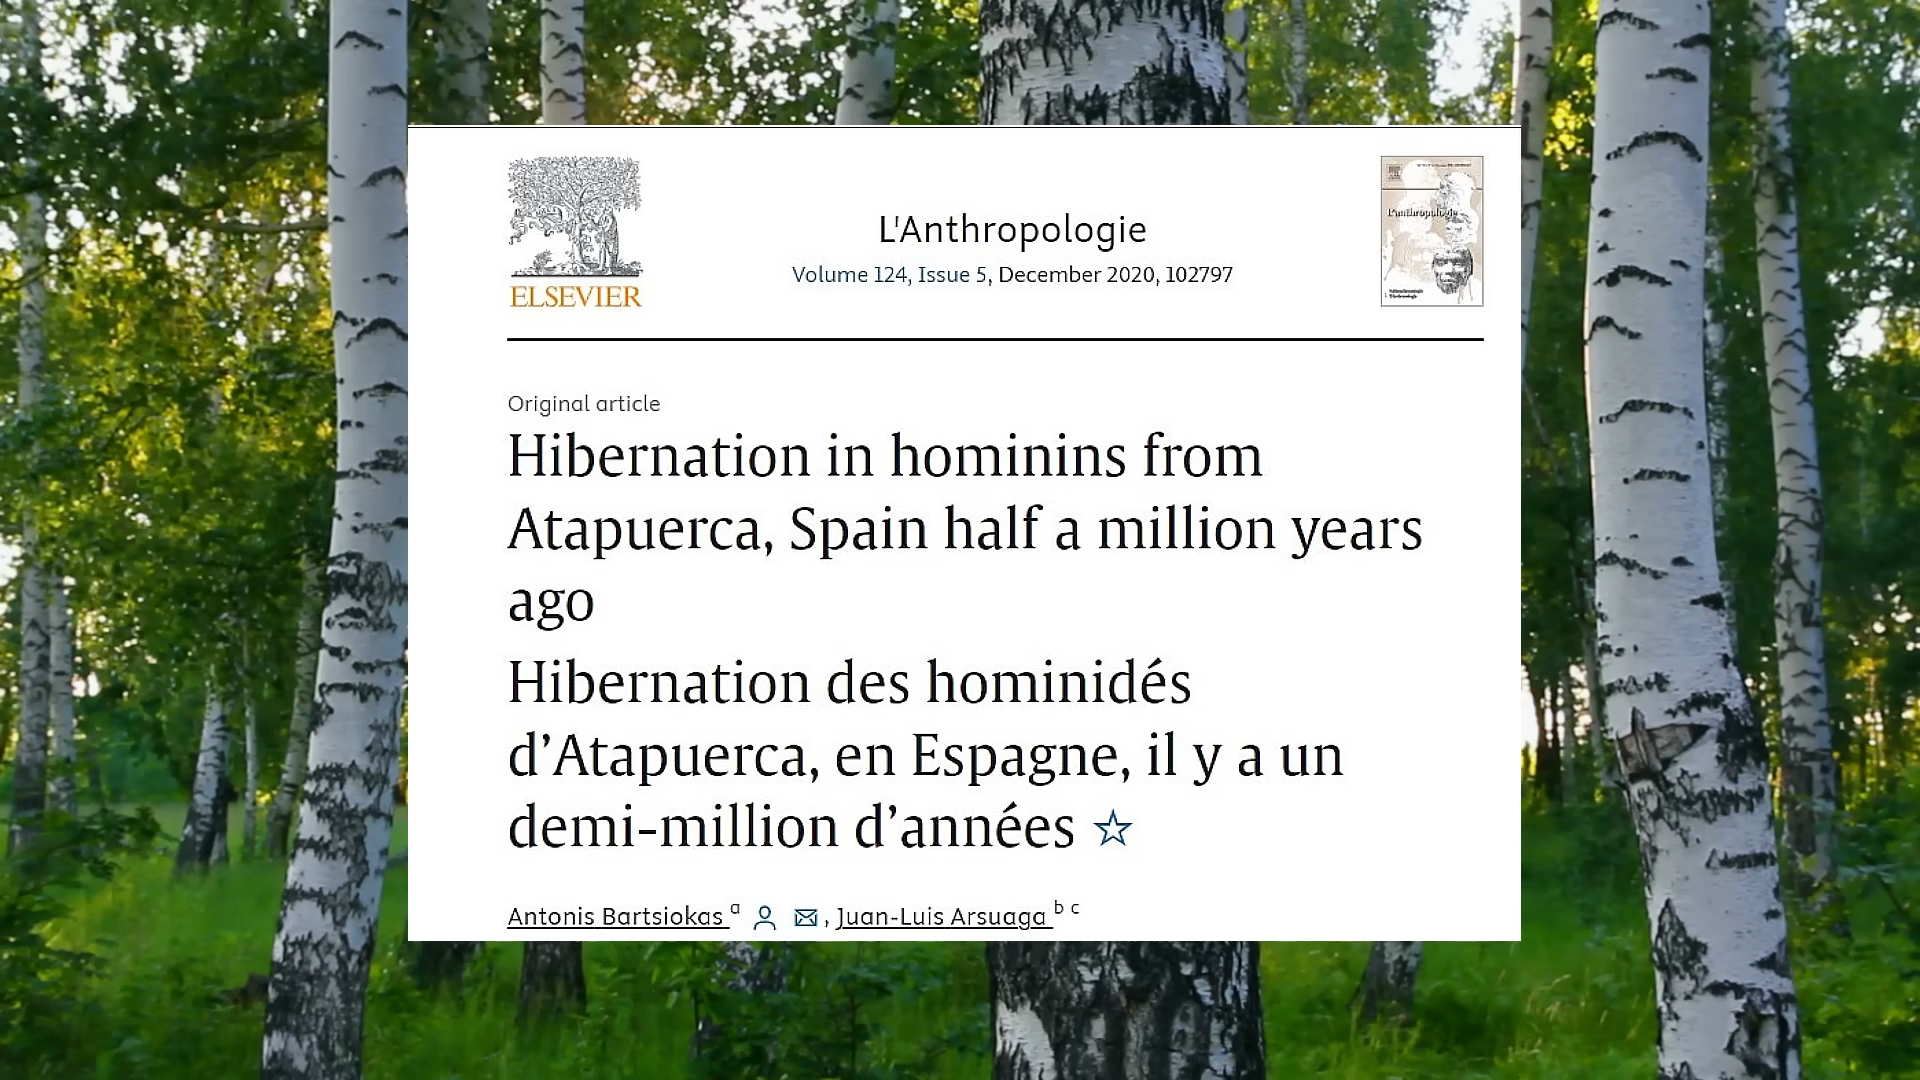 L'Anthropologie
Volume 124, Issue 5, December 2020, 102797
ELSEVIER
L'anthropologie
Original article
Hibernation in hominins from
Atapuerca, Spain half a million years
ago
Hibernation des hominidés
d’Atapuerca, en Espagne, il y a un
demi-million d’années ☆
Antonis Bartsiokas a , Juan-Luis Arsuaga b c